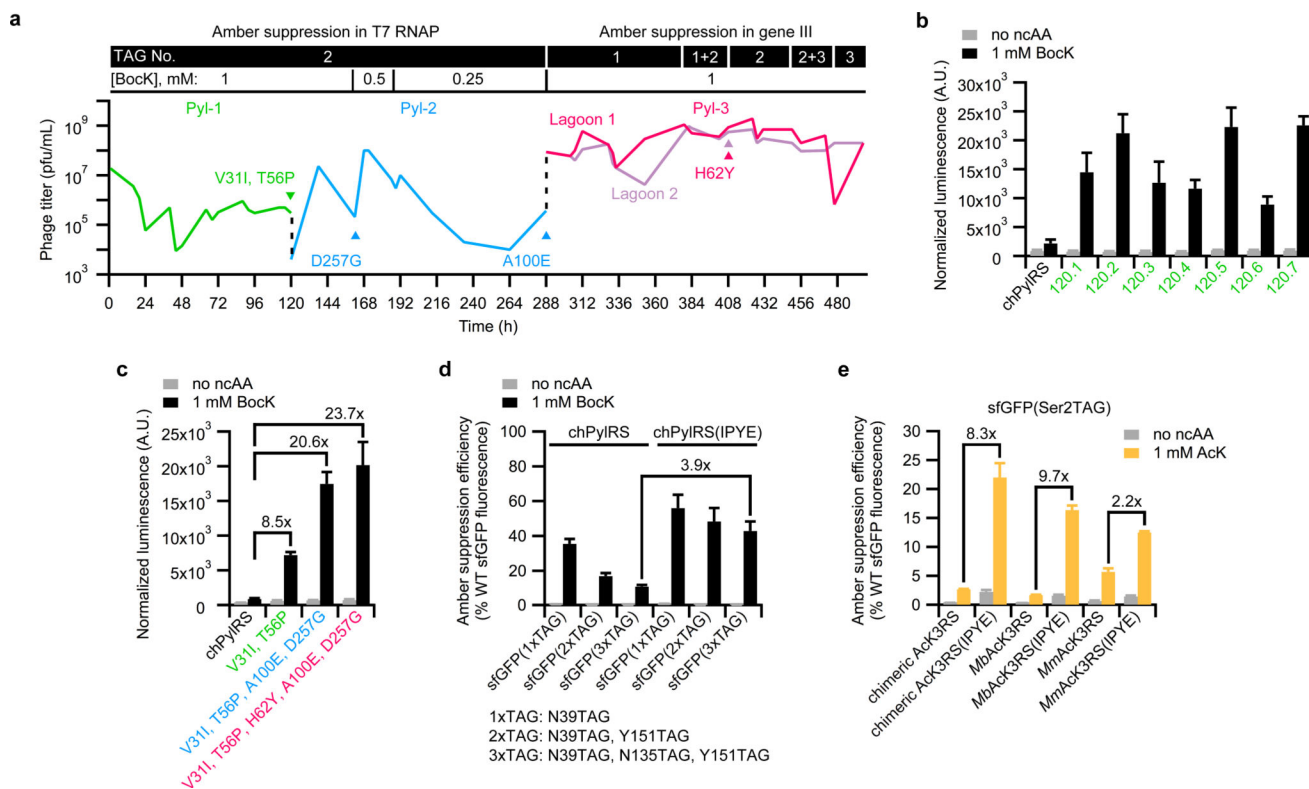 a
Amber suppression in T7 RNAP
Amber suppression in gene III
TAG No.
2
1
1+2
2
2+3
3
[BocK], mM:
1
0.5
0.25
1
Pyl-1
Pyl-2
Pyl-3
Lagoon 1
Lagoon 2
V31I, T56P
D257G
A100E
H62Y
Phage titer (pfu/mL)
10⁹
10⁷
10⁵
10³
0 24 48 72 96 120 144 168 192 216 240 264 288 312 336 360 384 408 432 456 480
Time (h)
b
no ncAA
1 mM BocK
Normalized luminescence (A.U.)
30x10³
25x10³
20x10³
15x10³
10x10³
5x10³
0
chPylRS
120.1
120.2
120.3
120.4
120.5
120.6
120.7
c
no ncAA
1 mM BocK
Normalized luminescence (A.U.)
25x10³
20x10³
15x10³
10x10³
5x10³
0
23.7x
20.6x
8.5x
chPylRS
V31I, T56P
V31I, T56P, A100E, D257G
V31I, T56P, H62Y, A100E, D257G
d
no ncAA
1 mM BocK
Amber suppression efficiency
(% WT sfGFP fluorescence)
100
80
60
40
20
0
chPylRS
chPylRS(IPYE)
3.9x
sfGFP(1xTAG)
sfGFP(2xTAG)
sfGFP(3xTAG)
sfGFP(1xTAG)
sfGFP(2xTAG)
sfGFP(3xTAG)
1xTAG: N39TAG
2xTAG: N39TAG, Y151TAG
3xTAG: N39TAG, N135TAG, Y151TAG
e
sfGFP(Ser2TAG)
no ncAA
1 mM AcK
Amber suppression efficiency
(% WT sfGFP fluorescence)
30
25
20
15
10
5
0
8.3x
9.7x
2.2x
chimeric AcK3RS
chimeric AcK3RS(IPYE)
MbAcK3RS
MbAcK3RS(IPYE)
MmAcK3RS
MmAcK3RS(IPYE)